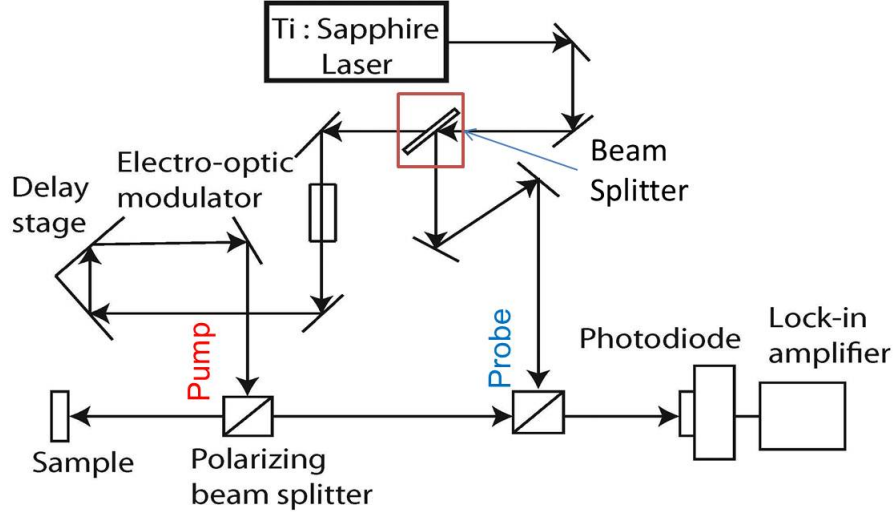 Ti : Sapphire
Laser
Beam
Splitter
Electro-optic
modulator
Delay
stage
Pump
Probe
Photodiode
Lock-in
amplifier
Sample
Polarizing
beam splitter